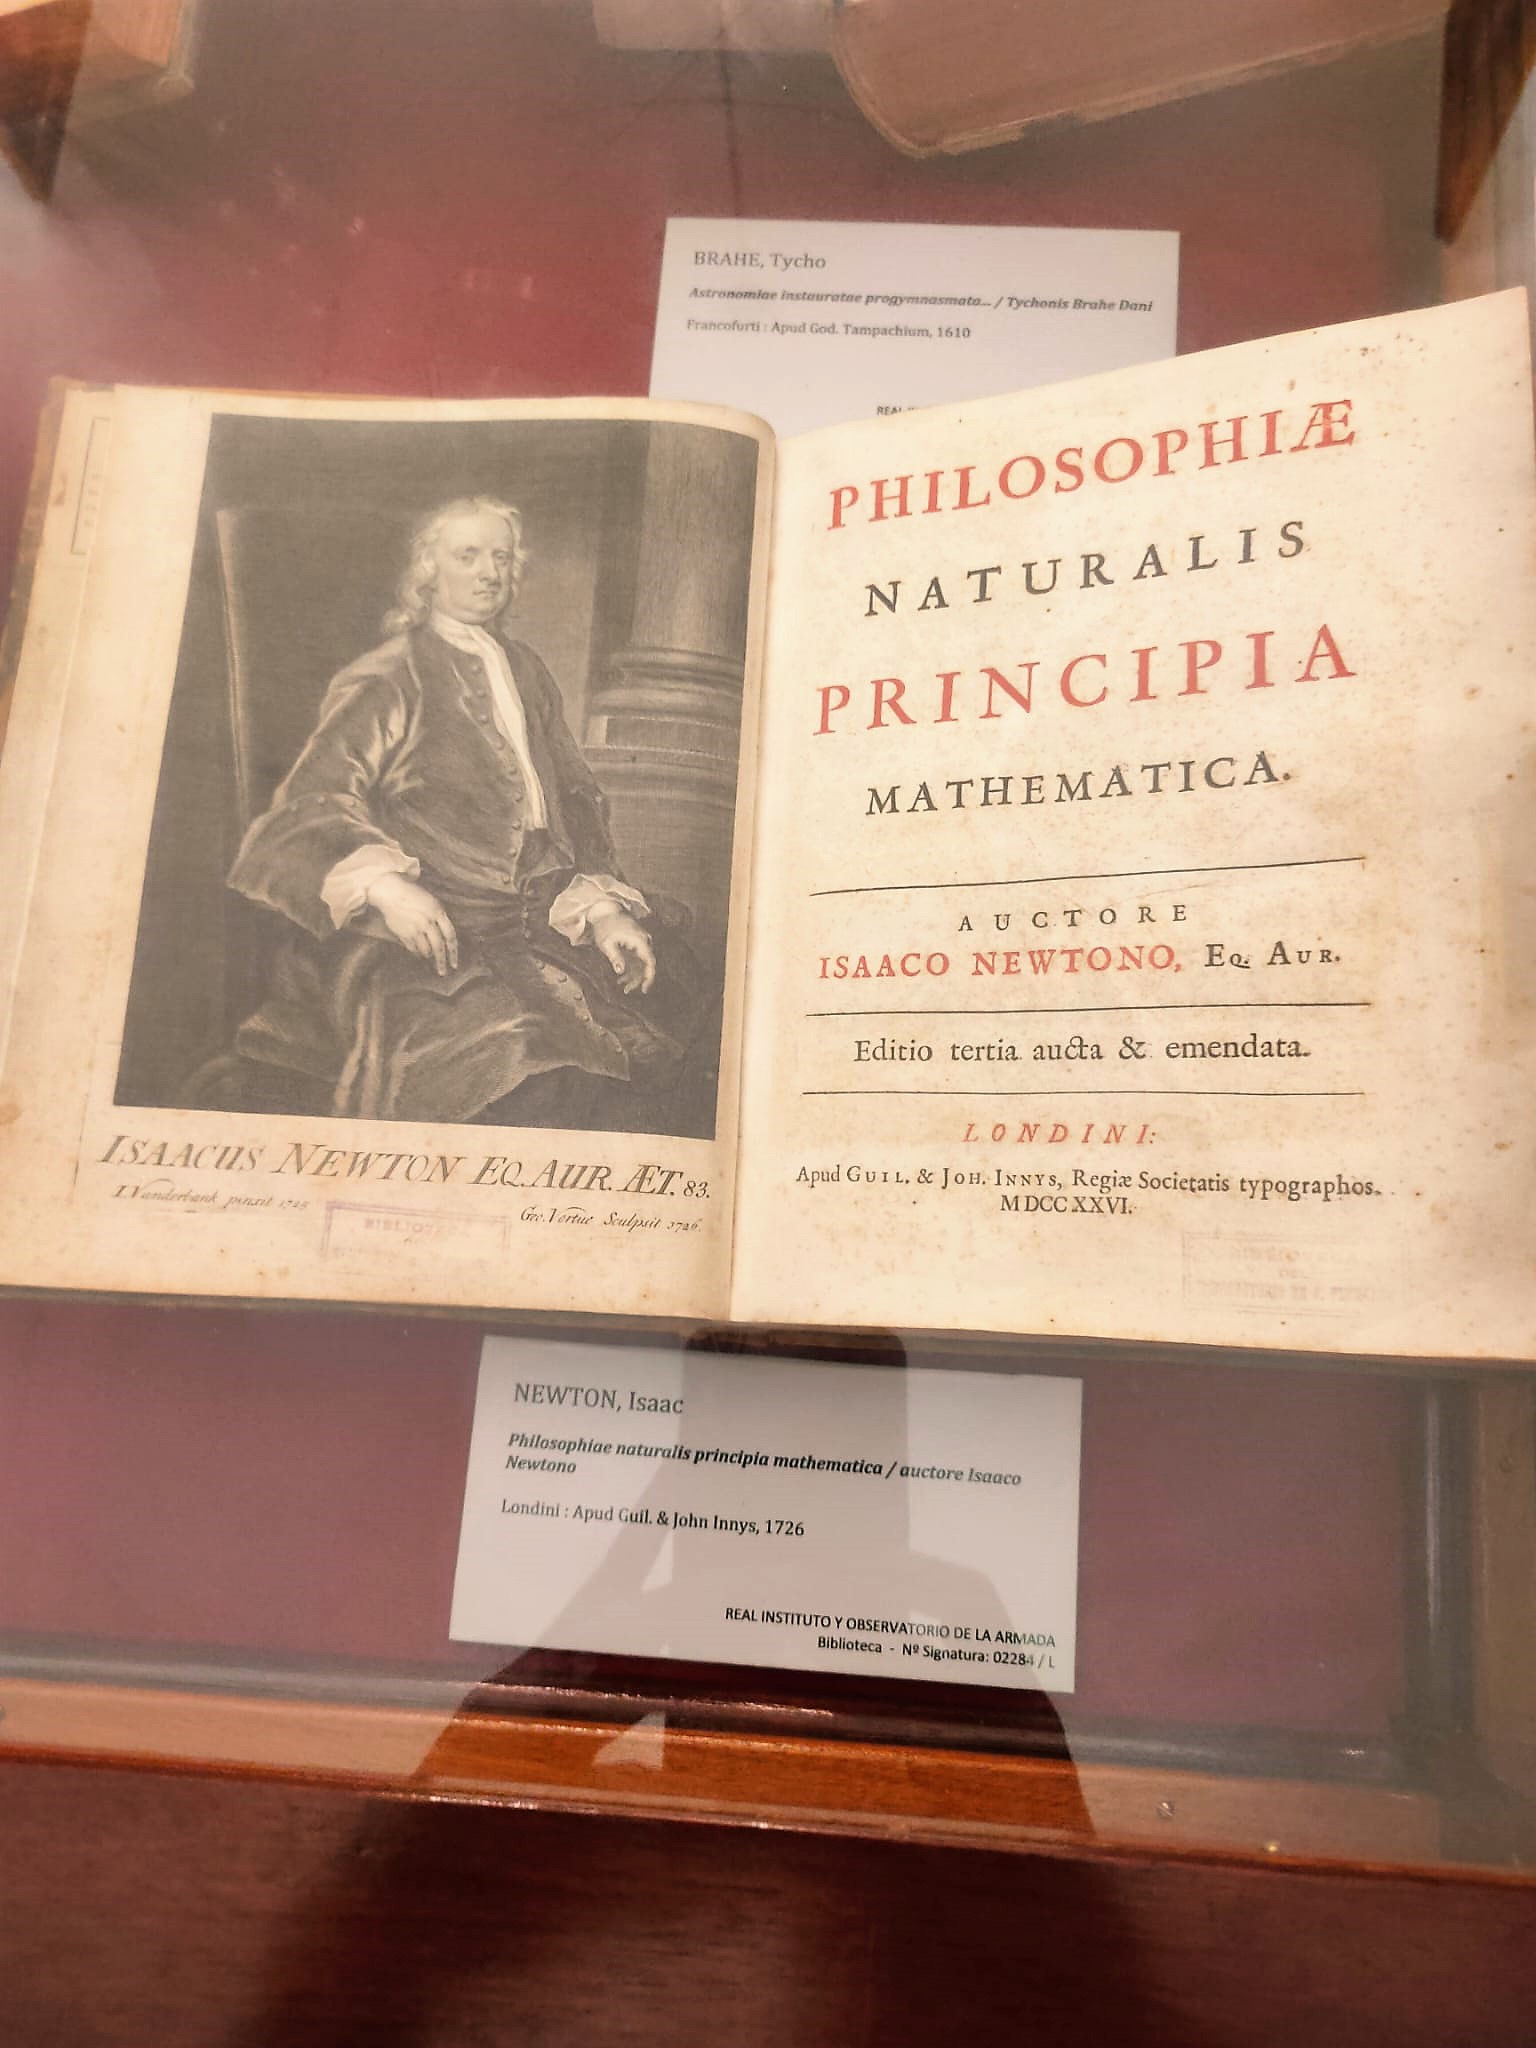 BRAHE, Tycho
Astronomiae instauratae progymnasmata... / Tychonis Brahe Dani
Francofurti : Apud God. Tampachium, 1610
REAL
PHILOSOPHIÆ
NATURALIS
PRINCIPIA
MATHEMATICA.
AUCTORE
ISAACO NEWTONO, EQ. AUR.
Editio tertia aucta & emendata.
LONDINI:
Apud GUIL. & JOH. INNYS, Regiæ Societatis typographos.
MDCCXXVI.
ISAACUS NEWTON EQ. AUR. ÆT. 83.
I. Vanderbank pinxit 1725
Geo. Vertue Sculpsit 1726.
BIBLIOTECA
NEWTON, Isaac
Philosophiae naturalis principia mathematica / auctore Isaaco
Newtono
Londini : Apud Guil. & John Innys, 1726
REAL INSTITUTO Y OBSERVATORIO DE LA ARMADA
Biblioteca - Nº Signatura: 02284 / L